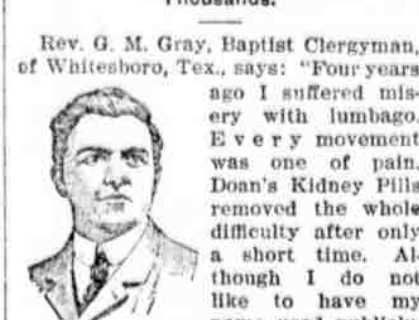 Thousands.
Rev. G. M. Gray, Baptist Clergyman,
of Whitesboro, Tex., says: "Four years
ago I suffered mis-
ery with lumbago.
Every movement
was one of pain.
Doan's Kidney Pills
removed the whole
difficulty after only
a short time. Al-
though I do not
like to have my